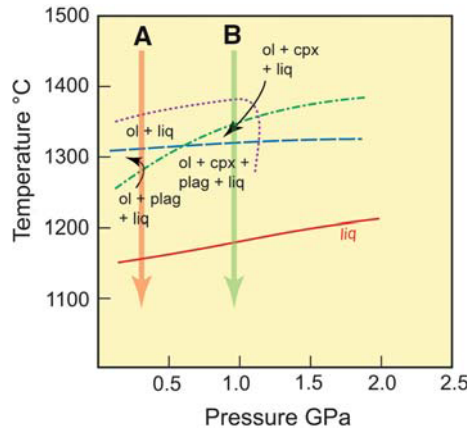 1500
1400
1300
1200
1100
Temperature °C
A
B
ol + cpx
+ liq
ol + liq
ol + cpx +
plag + liq
ol + plag
+ liq
liq
0.5
1.0
1.5
2.0
2.5
Pressure GPa